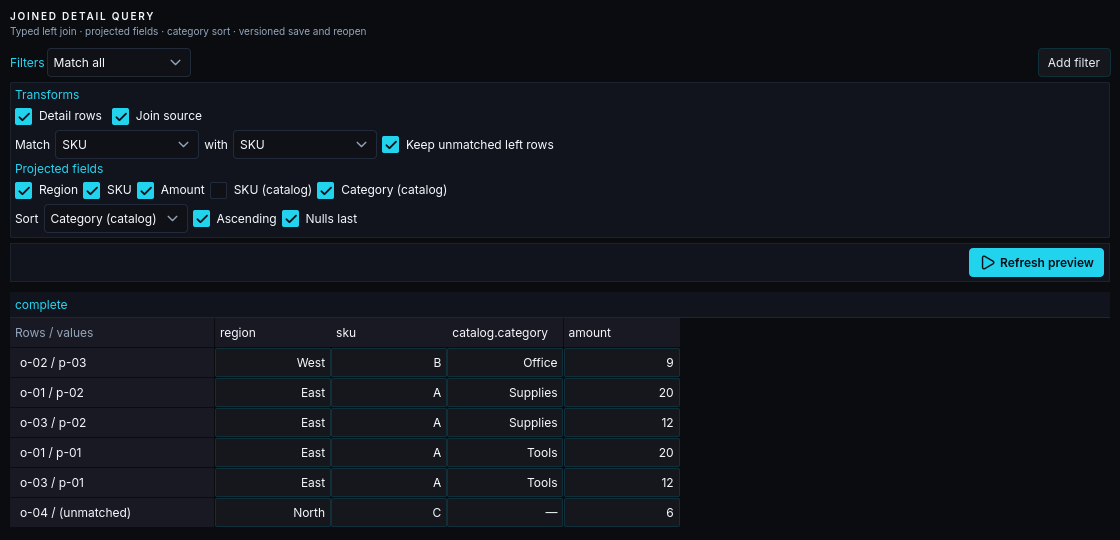 JOINED DETAIL QUERY
Typed left join · projected fields · category sort · versioned save and reopen
Filters Match all Add filter
Transforms
Detail rows Join source
Match SKU with SKU Keep unmatched left rows
Projected fields
Region SKU Amount SKU (catalog) Category (catalog)
Sort Category (catalog) Ascending Nulls last
Refresh preview
complete
Rows / values region sku catalog.category amount
o-02 / p-03 West B Office 9
o-01 / p-02 East A Supplies 20
o-03 / p-02 East A Supplies 12
o-01 / p-01 East A Tools 20
o-03 / p-01 East A Tools 12
o-04 / (unmatched) North C — 6